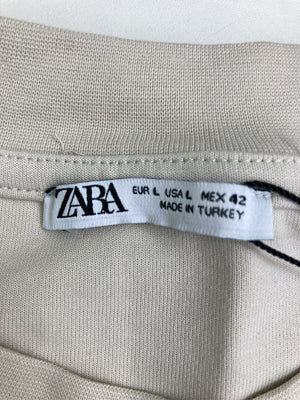 ZARA
EUR L USA L MEX 42
MADE IN TURKEY